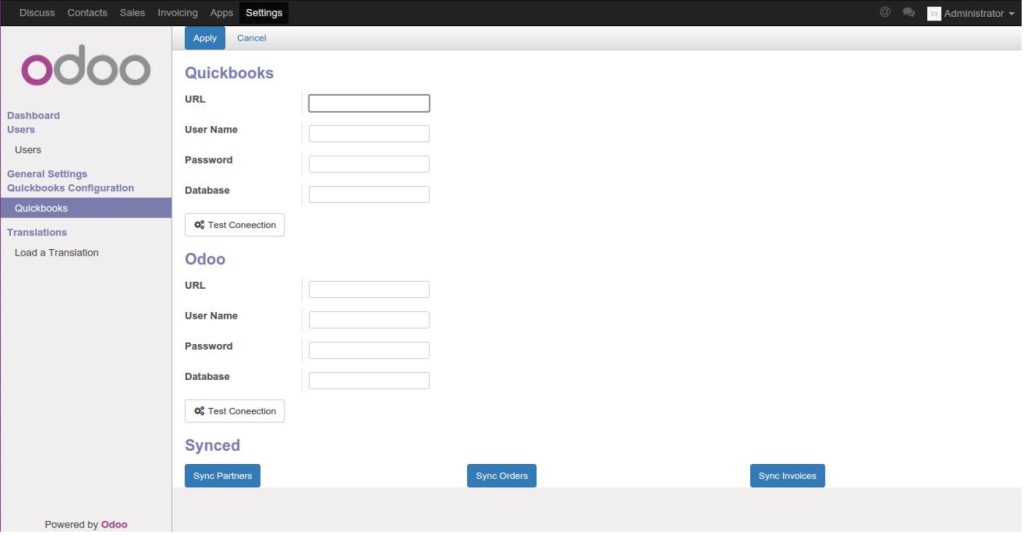 Discuss Contacts Sales Invoicing Apps Settings @ Administrator
Apply Cancel
odoo
Dashboard
Users
Users
General Settings
Quickbooks Configuration
Quickbooks
Translations
Load a Translation
Powered by Odoo
Quickbooks
URL
User Name
Password
Database
Test Coneection
Odoo
URL
User Name
Password
Database
Test Coneection
Synced
Sync Partners Sync Orders Sync Invoices